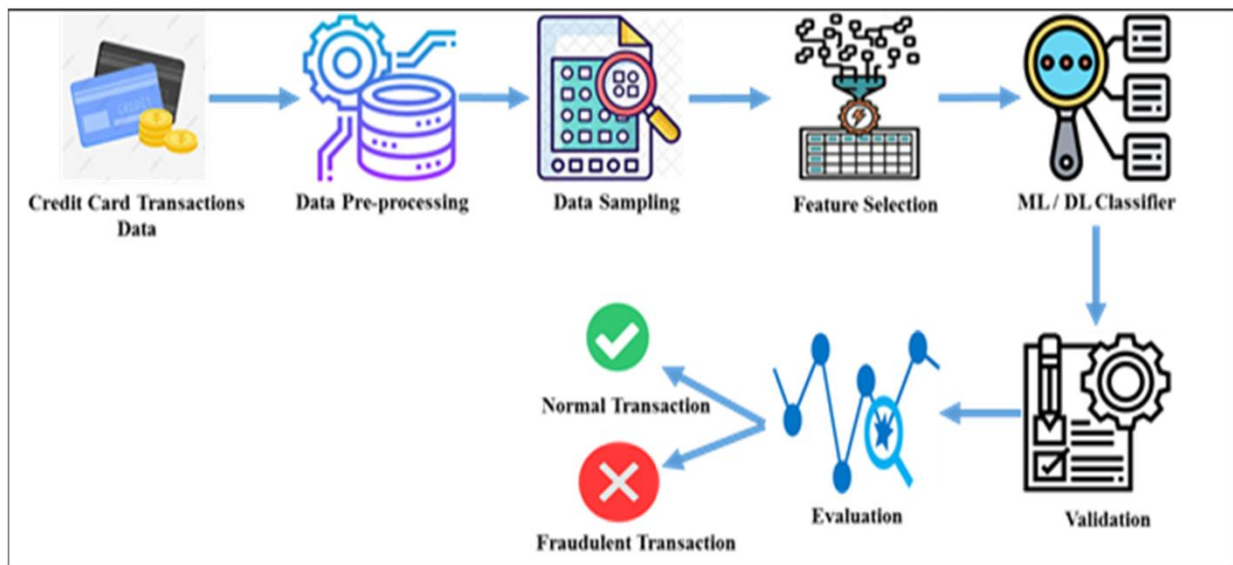 Credit Card Transactions
Data
Data Pre-processing
Data Sampling
Feature Selection
ML / DL Classifier
Normal Transaction
Fraudulent Transaction
Evaluation
Validation